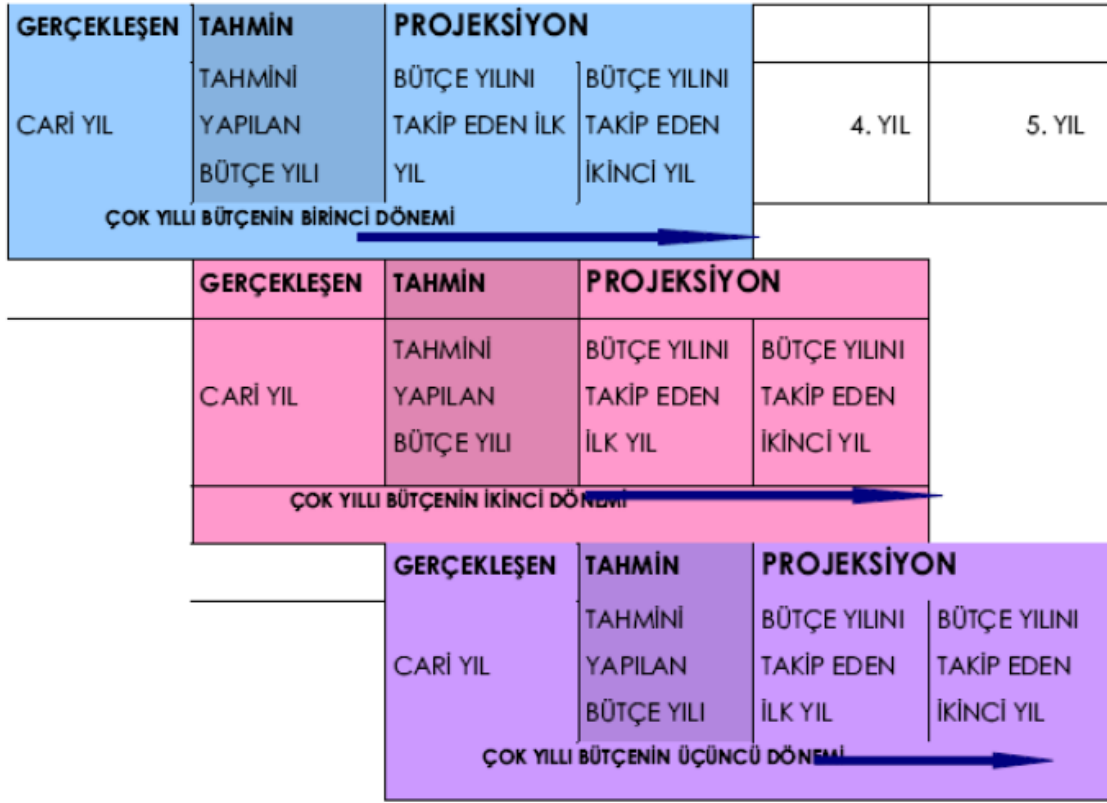 GERÇEKLEŞEN TAHMİN PROJEKSİYON
CARİ YIL
TAHMİNİ
YAPILAN
BÜTÇE YILI
BÜTÇE YILINI
TAKİP EDEN İLK
YIL
BÜTÇE YILINI
TAKİP EDEN
İKİNCİ YIL
4. YIL
5. YIL
ÇOK YILLI BÜTÇENİN BİRİNCİ DÖNEMİ
GERÇEKLEŞEN TAHMİN PROJEKSİYON
CARİ YIL
TAHMİNİ
YAPILAN
BÜTÇE YILI
BÜTÇE YILINI
TAKİP EDEN
İLK YIL
BÜTÇE YILINI
TAKİP EDEN
İKİNCİ YIL
ÇOK YILLI BÜTÇENİN İKİNCİ DÖNEMİ
GERÇEKLEŞEN TAHMİN PROJEKSİYON
CARİ YIL
TAHMİNİ
YAPILAN
BÜTÇE YILI
BÜTÇE YILINI
TAKİP EDEN
İLK YIL
BÜTÇE YILINI
TAKİP EDEN
İKİNCİ YIL
ÇOK YILLI BÜTÇENİN ÜÇÜNCÜ DÖNEMİ